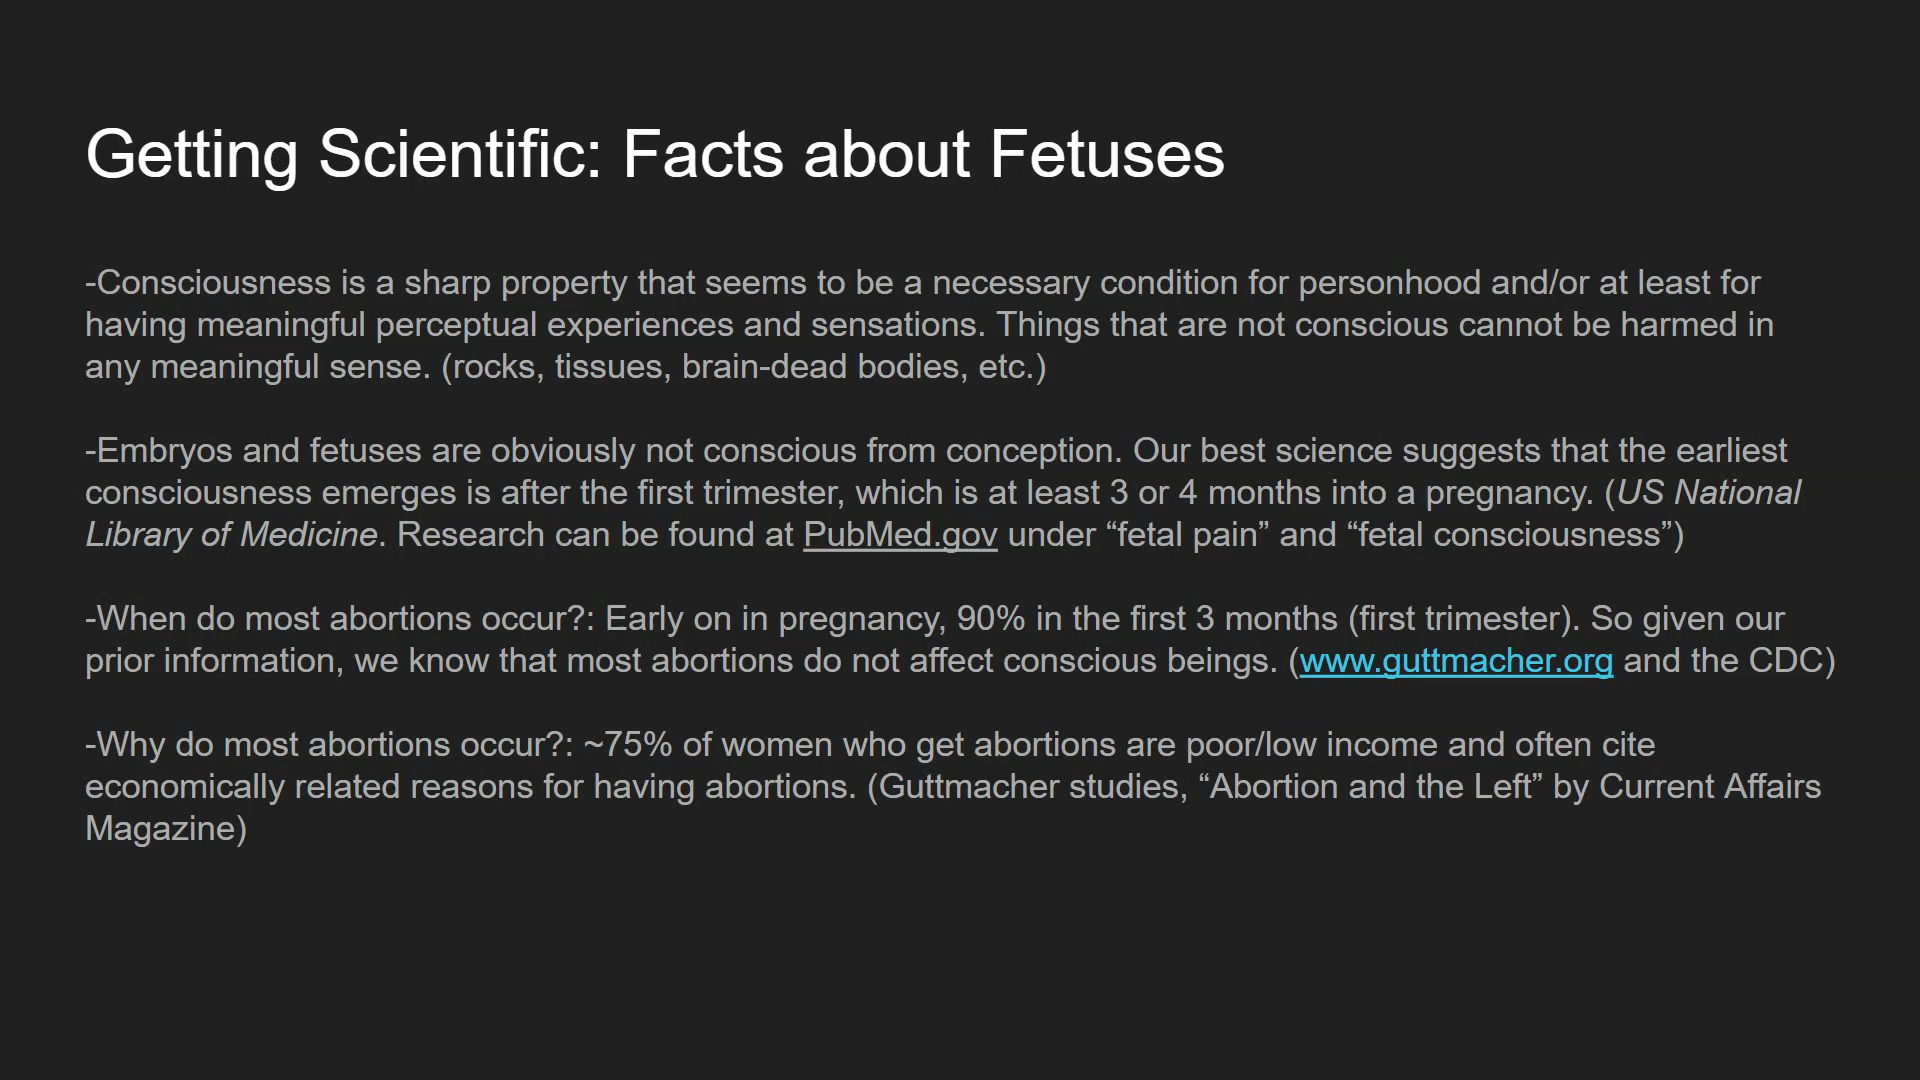 Getting Scientific: Facts about Fetuses
-Consciousness is a sharp property that seems to be a necessary condition for personhood and/or at least for
having meaningful perceptual experiences and sensations. Things that are not conscious cannot be harmed in
any meaningful sense. (rocks, tissues, brain-dead bodies, etc.)
-Embryos and fetuses are obviously not conscious from conception. Our best science suggests that the earliest
consciousness emerges is after the first trimester, which is at least 3 or 4 months into a pregnancy. (US National
Library of Medicine. Research can be found at PubMed.gov under “fetal pain” and “fetal consciousness”)
-When do most abortions occur?: Early on in pregnancy, 90% in the first 3 months (first trimester). So given our
prior information, we know that most abortions do not affect conscious beings. (www.guttmacher.org and the CDC)
-Why do most abortions occur?: ~75% of women who get abortions are poor/low income and often cite
economically related reasons for having abortions. (Guttmacher studies, “Abortion and the Left” by Current Affairs
Magazine)